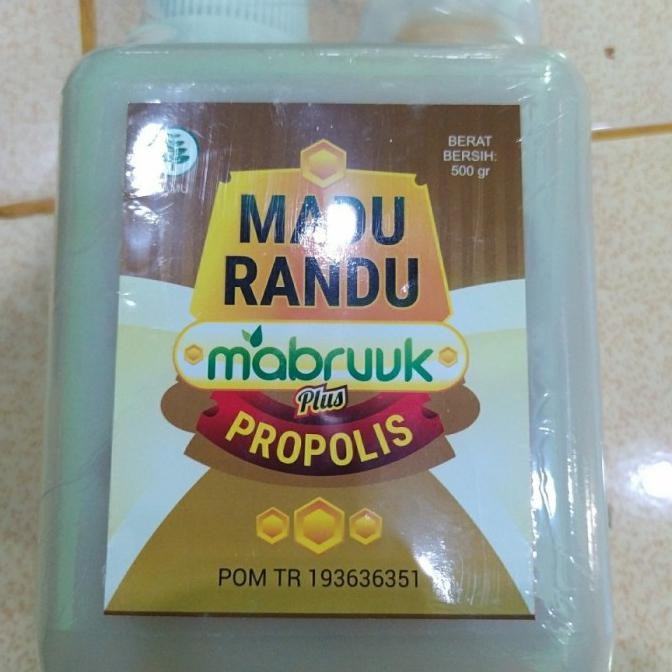 BERAT
BERSIH:
500 gr
MADU
RANDU
mabruuk
Plus
PROPOLIS
POM TR 193636351